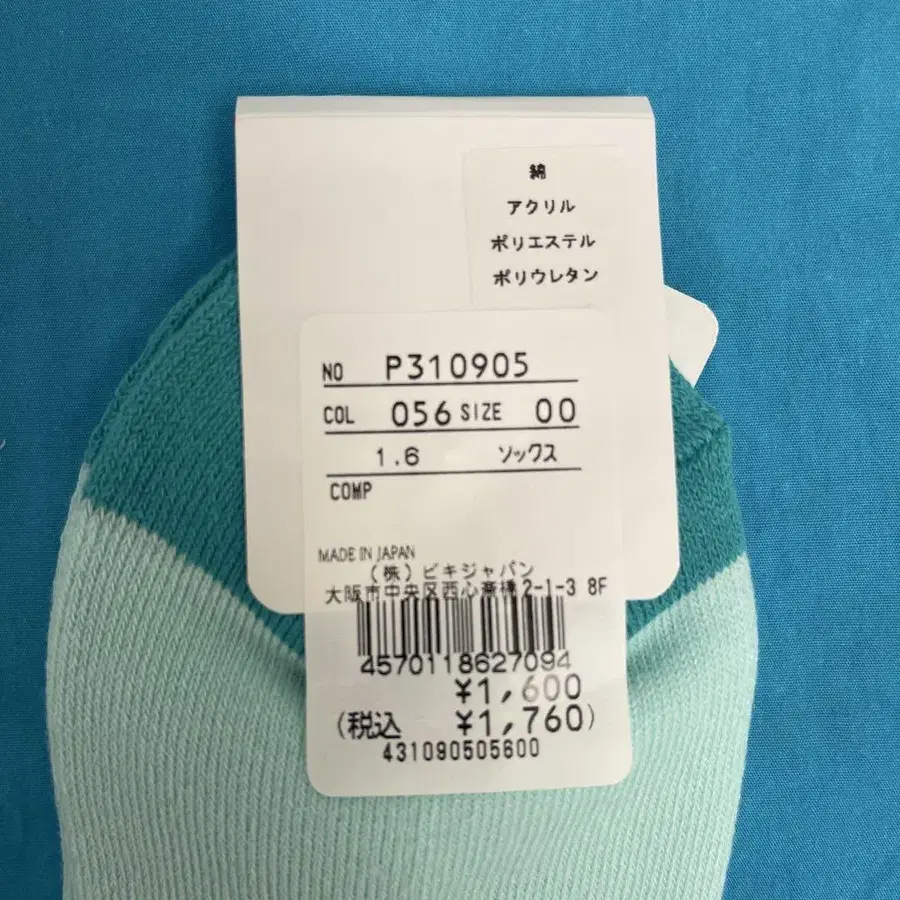 綿
アクリル
ポリエステル
ポリウレタン
NO P310905
COL 056 SIZE 00
1.6 ソックス
COMP
MADE IN JAPAN
(株)ピキジャパン
大阪市中央区西心斎橋2-1-3 8F
4570118627094
¥1,600
(税込 ¥1,760)
431090505600